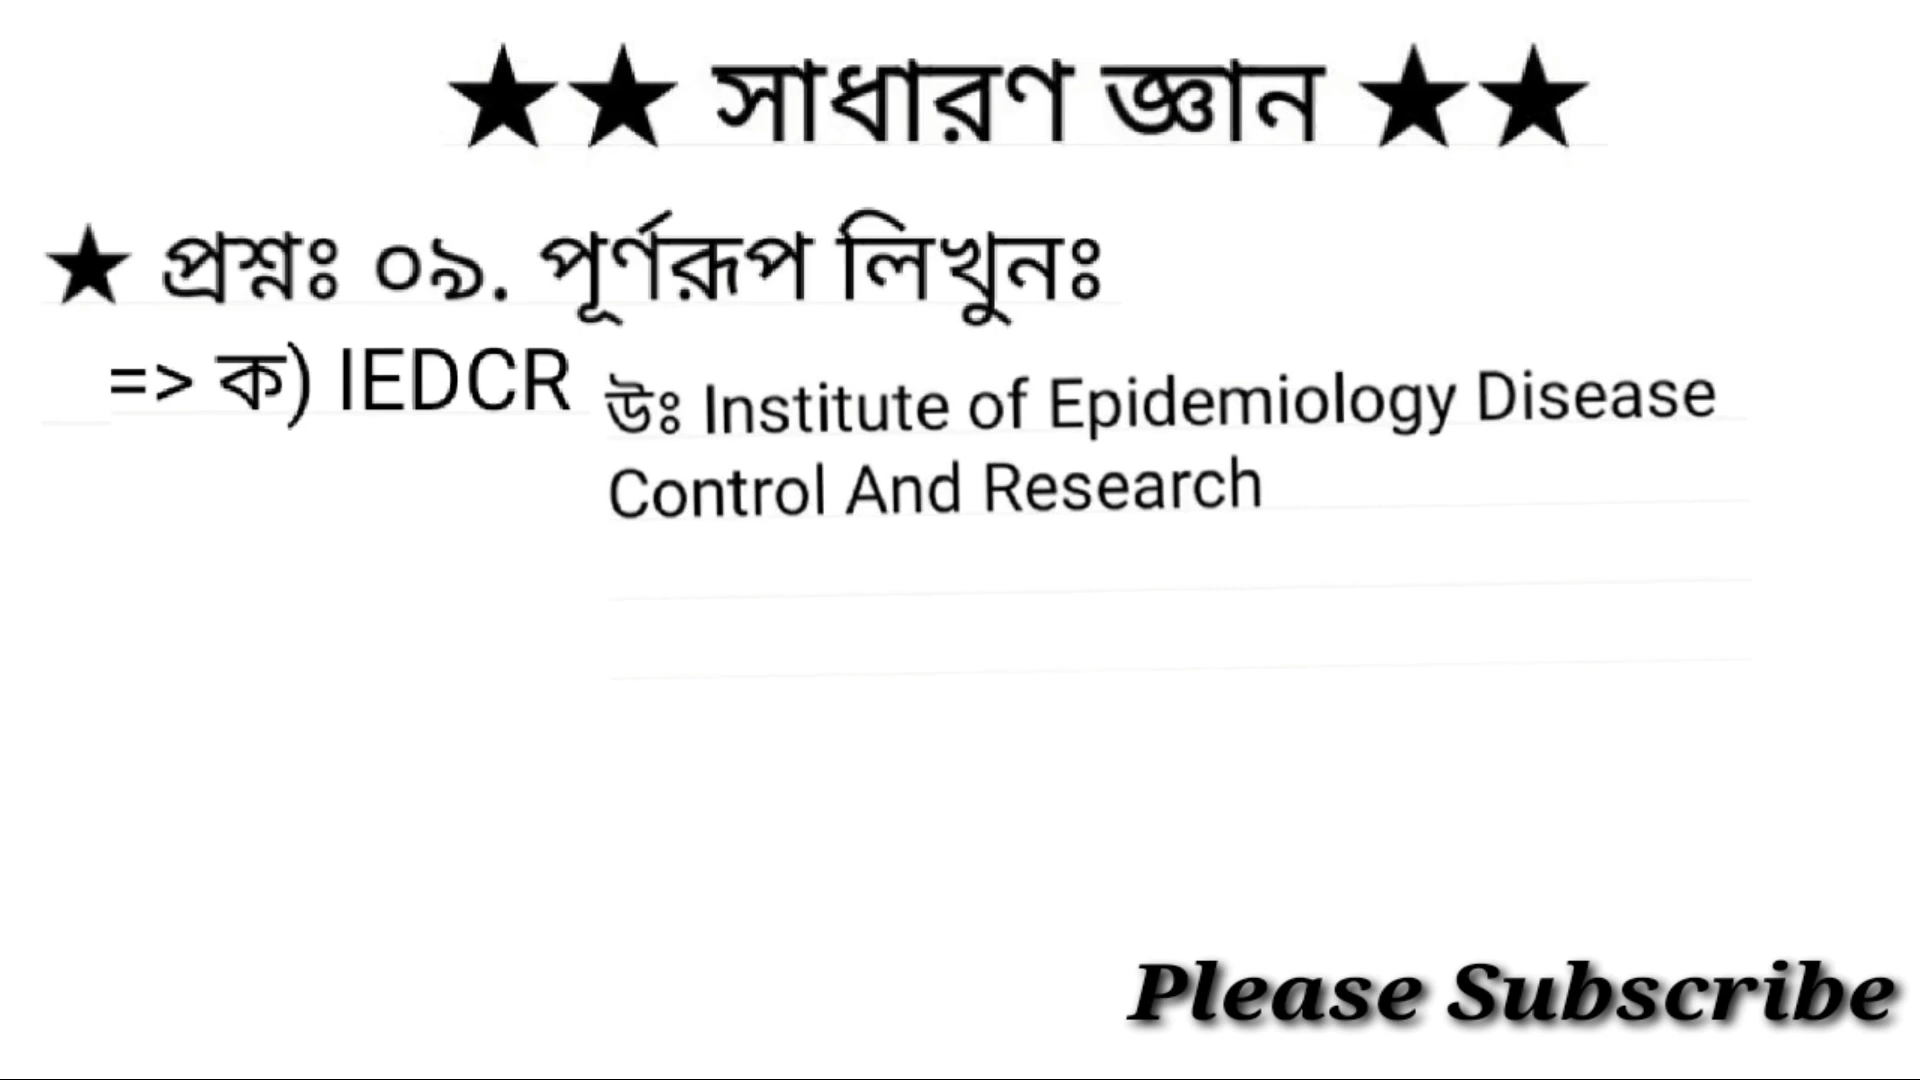 ★★ সাধারণ জ্ঞান ★★
★ প্রশ্নঃ ০৯. পূর্ণরূপ লিখুনঃ
=> ক) IEDCR উঃ Institute of Epidemiology Disease
Control And Research
Please Subscribe